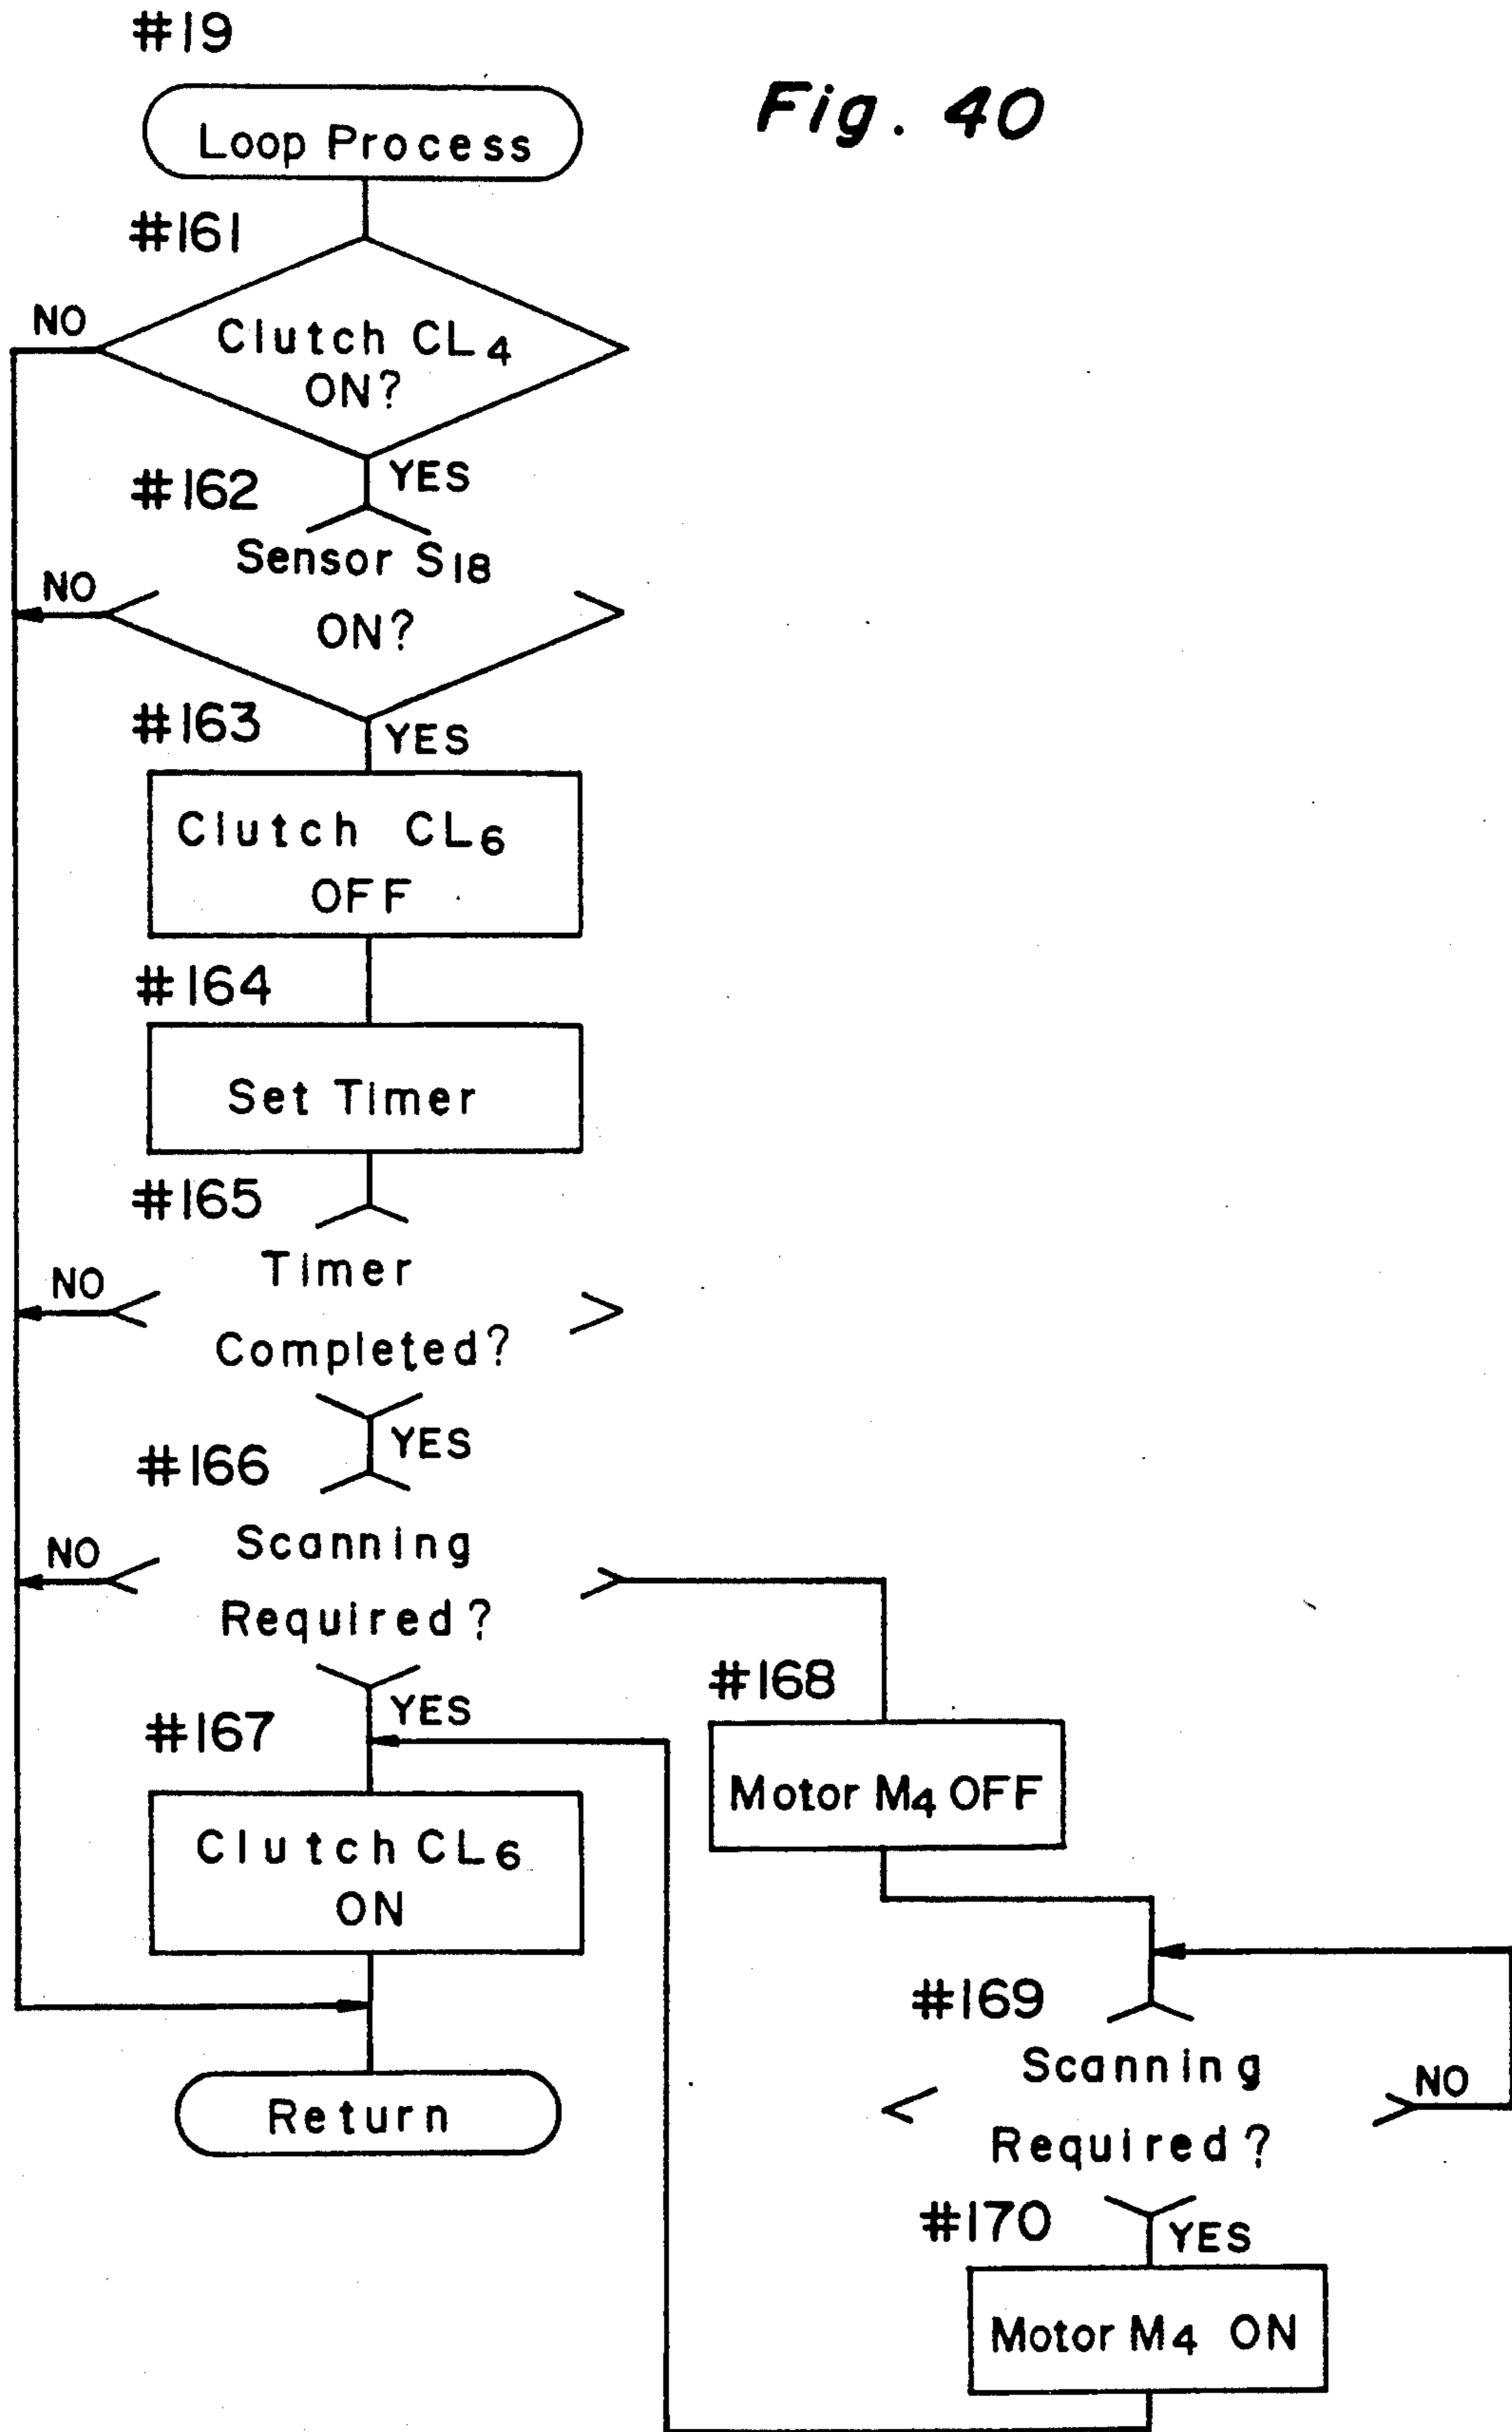 #19
Fig. 40
Loop Process
#161
NO
Clutch CL4
ON?
YES
#162
Sensor S18
NO
ON?
#163
YES
Clutch CL6
OFF
#164
Set Timer
#165
Timer
NO
Completed?
YES
#166
Scanning
NO
Required?
#168
YES
#167
Motor M4 OFF
Clutch CL6
ON
#169
Scanning
NO
Required?
Return
#170
YES
Motor M4 ON